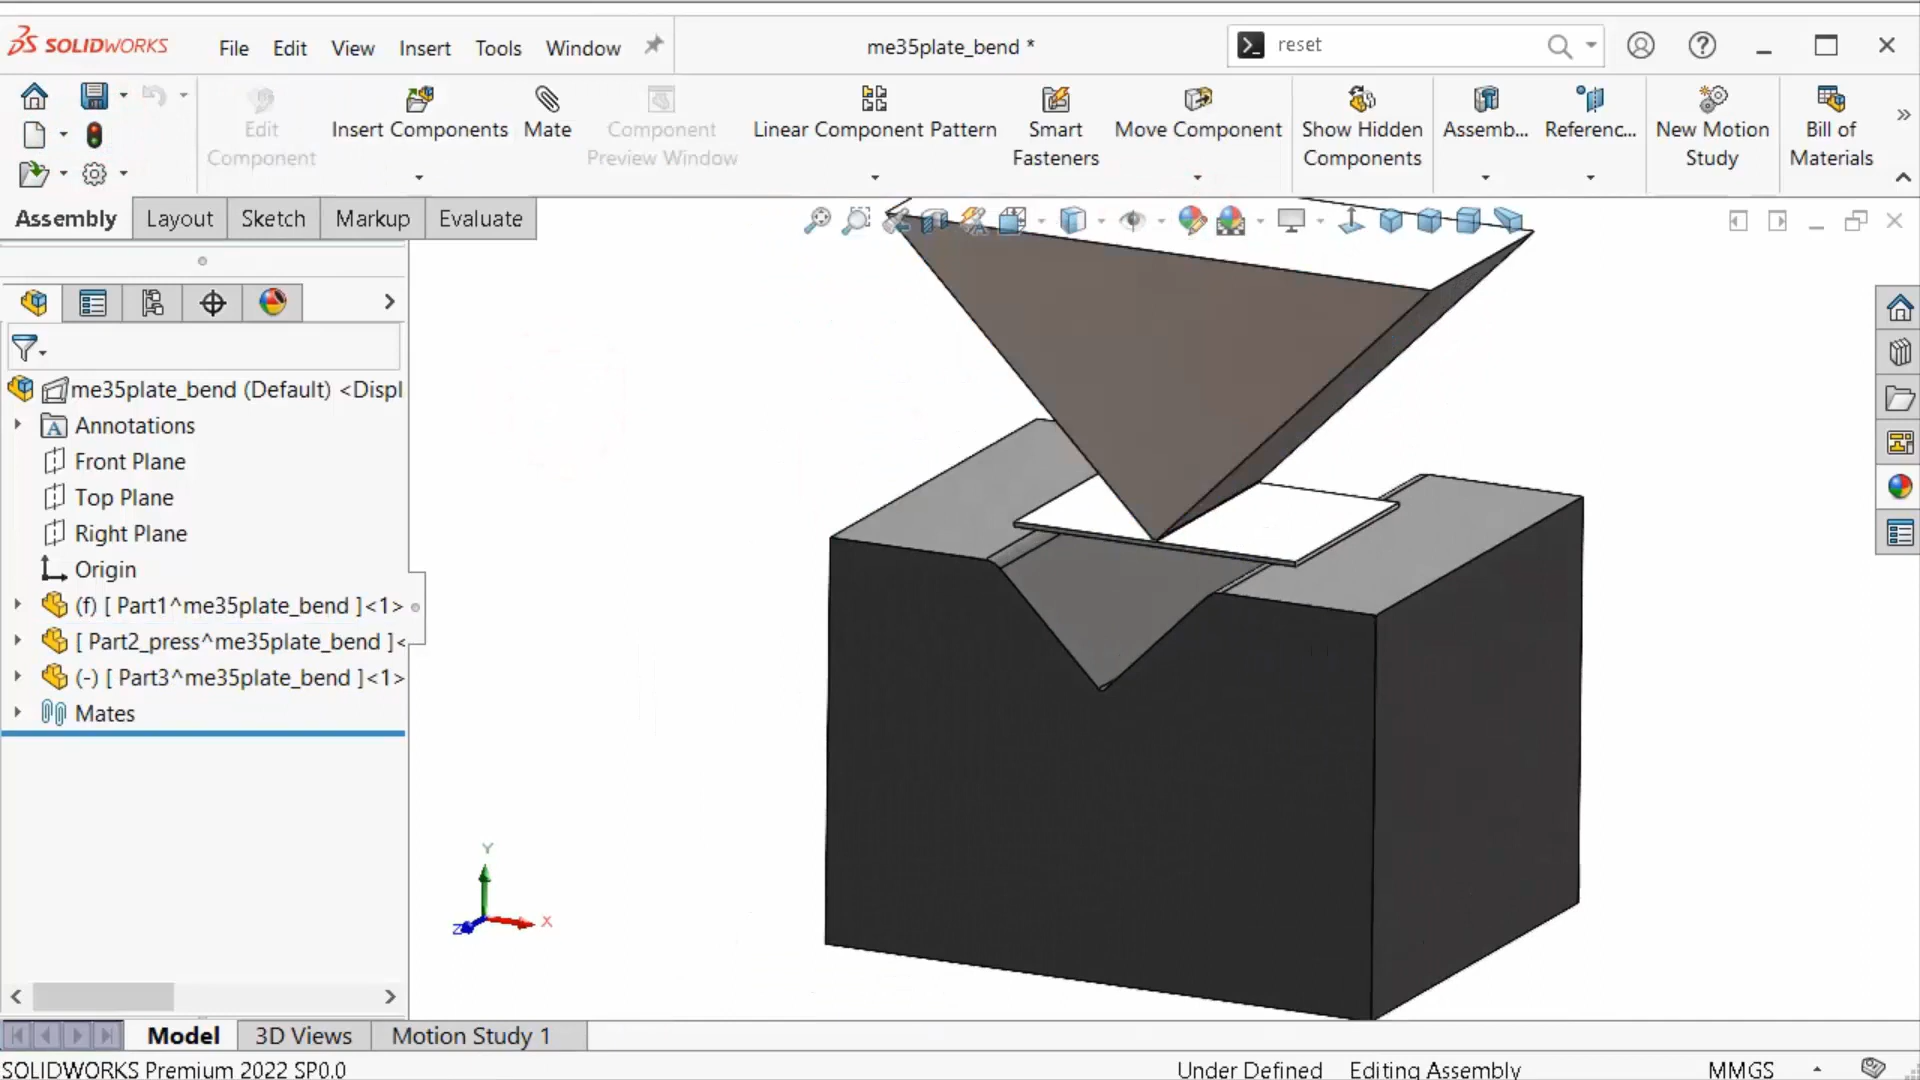 SOLIDWORKS File Edit View Insert Tools Window me35plate_bend * reset
Edit Component
Insert Components
Mate
Component Preview Window
Linear Component Pattern
Smart Fasteners
Move Component
Show Hidden Components
Assemb...
Referenc...
New Motion Study
Bill of Materials
Assembly Layout Sketch Markup Evaluate
me35plate_bend (Default) <Displ
Annotations
Front Plane
Top Plane
Right Plane
Origin
(f) [ Part1^me35plate_bend ]<1>
[ Part2_press^me35plate_bend ]<
(-) [ Part3^me35plate_bend ]<1>
Mates
Y
X
Z
Model 3D Views Motion Study 1
SOLIDWORKS Premium 2022 SP0.0 Under Defined Editing Assembly MMGS